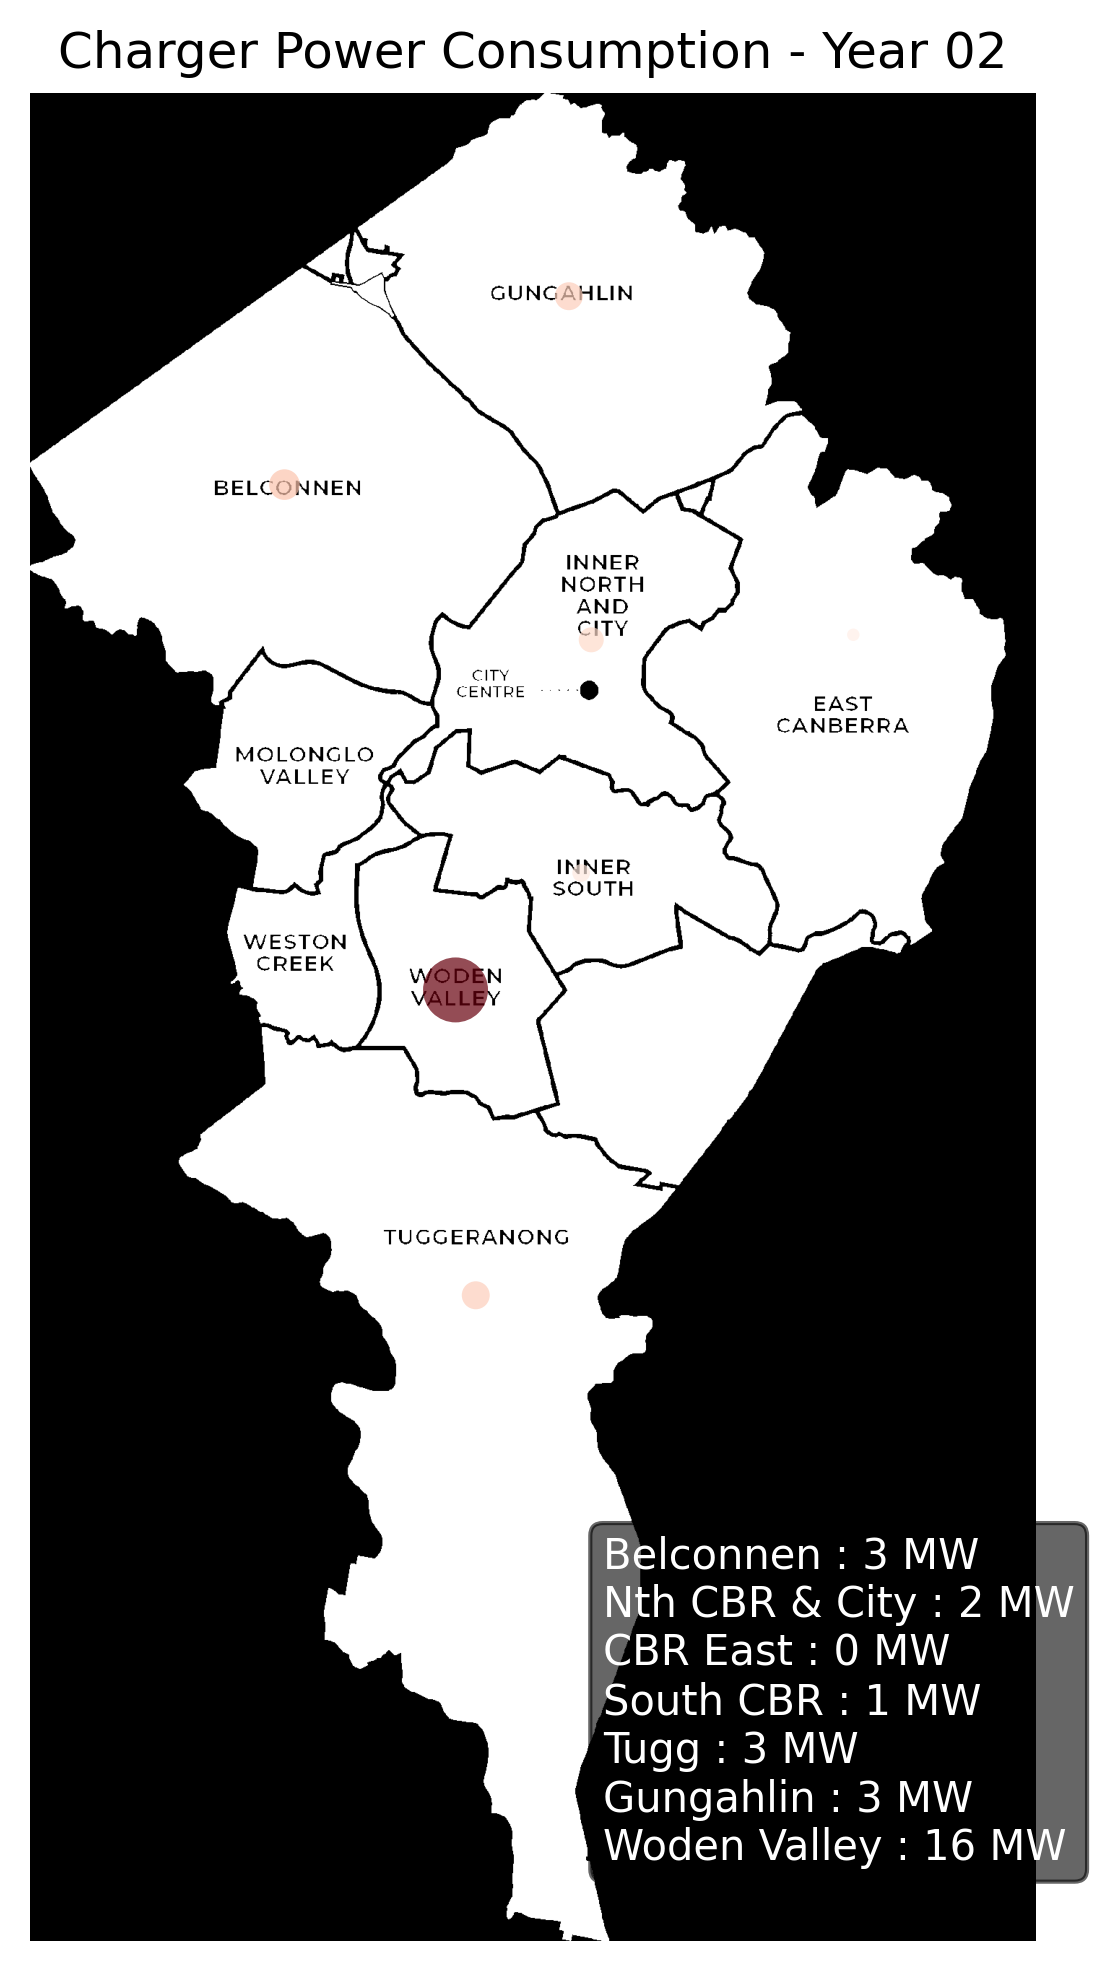 Charger Power Consumption - Year 02
GUNGAHLIN
BELCONNEN
INNER
NORTH
AND
CITY
CITY
CENTRE
EAST
CANBERRA
MOLONGLO
VALLEY
INNER
SOUTH
WESTON
CREEK
WODEN
VALLEY
TUGGERANONG
Belconnen : 3 MW
Nth CBR & City : 2 MW
CBR East : 0 MW
South CBR : 1 MW
Tugg : 3 MW
Gungahlin : 3 MW
Woden Valley : 16 MW